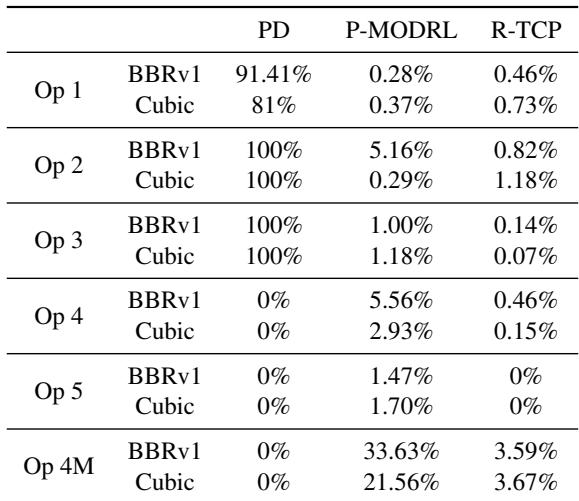 PD P-MODRL R-TCP
Op 1 BBRv1 91.41% 0.28% 0.46%
Cubic 81% 0.37% 0.73%
Op 2 BBRv1 100% 5.16% 0.82%
Cubic 100% 0.29% 1.18%
Op 3 BBRv1 100% 1.00% 0.14%
Cubic 100% 1.18% 0.07%
Op 4 BBRv1 0% 5.56% 0.46%
Cubic 0% 2.93% 0.15%
Op 5 BBRv1 0% 1.47% 0%
Cubic 0% 1.70% 0%
Op 4M BBRv1 0% 33.63% 3.59%
Cubic 0% 21.56% 3.67%